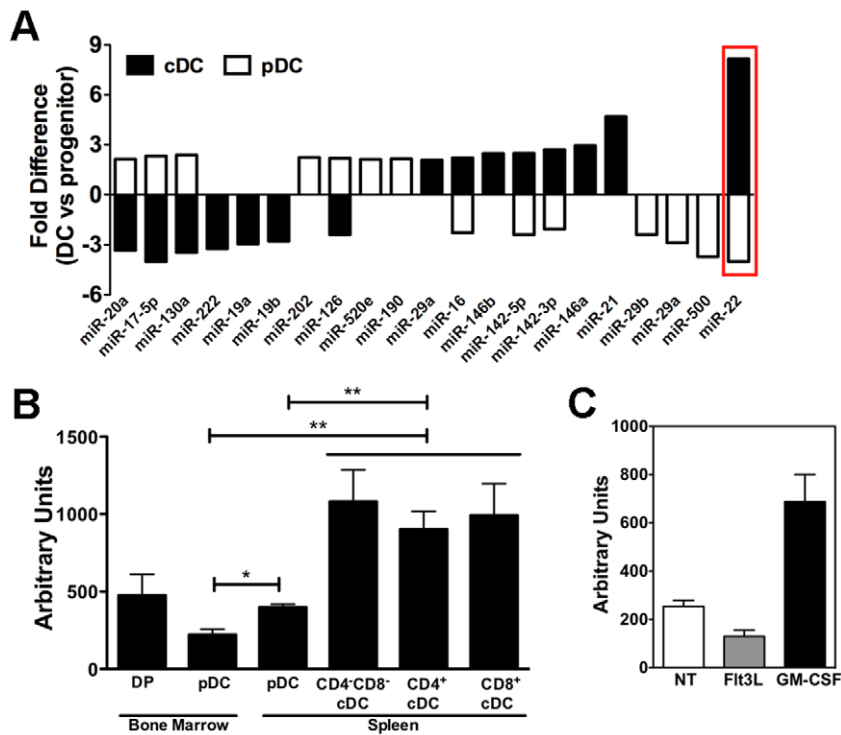 A
cDC
pDC
Fold Difference
(DC vs progenitor)
9
6
3
0
-3
-6
miR-20a
miR-17-5p
miR-130a
miR-222
miR-19a
miR-19b
miR-202
miR-126
miR-520e
miR-190
miR-29a
miR-16
miR-146b
miR-142-5p
miR-142-3p
miR-146a
miR-21
miR-29b
miR-29a
miR-500
miR-22
B
**
**
*
Arbitrary Units
1500
1000
500
0
DP
pDC
pDC
CD4-CD8-
cDC
CD4+
cDC
CD8+
cDC
Bone Marrow
Spleen
C
Arbitrary Units
1000
800
600
400
200
0
NT
Flt3L
GM-CSF